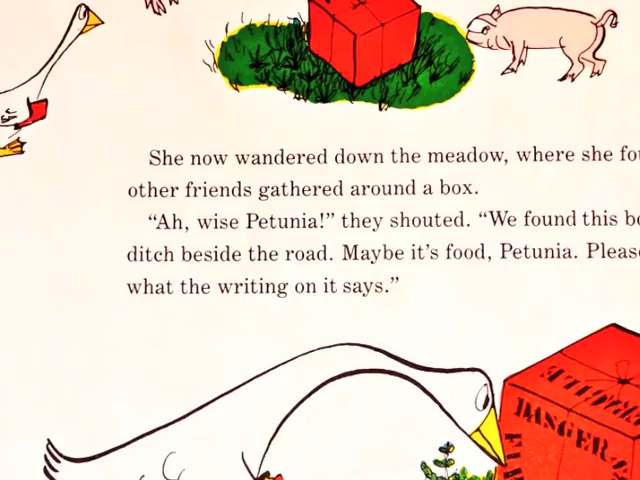 She now wandered down the meadow, where she fou
other friends gathered around a box.
“Ah, wise Petunia!” they shouted. “We found this bo
ditch beside the road. Maybe it’s food, Petunia. Please
what the writing on it says.”
DANGER